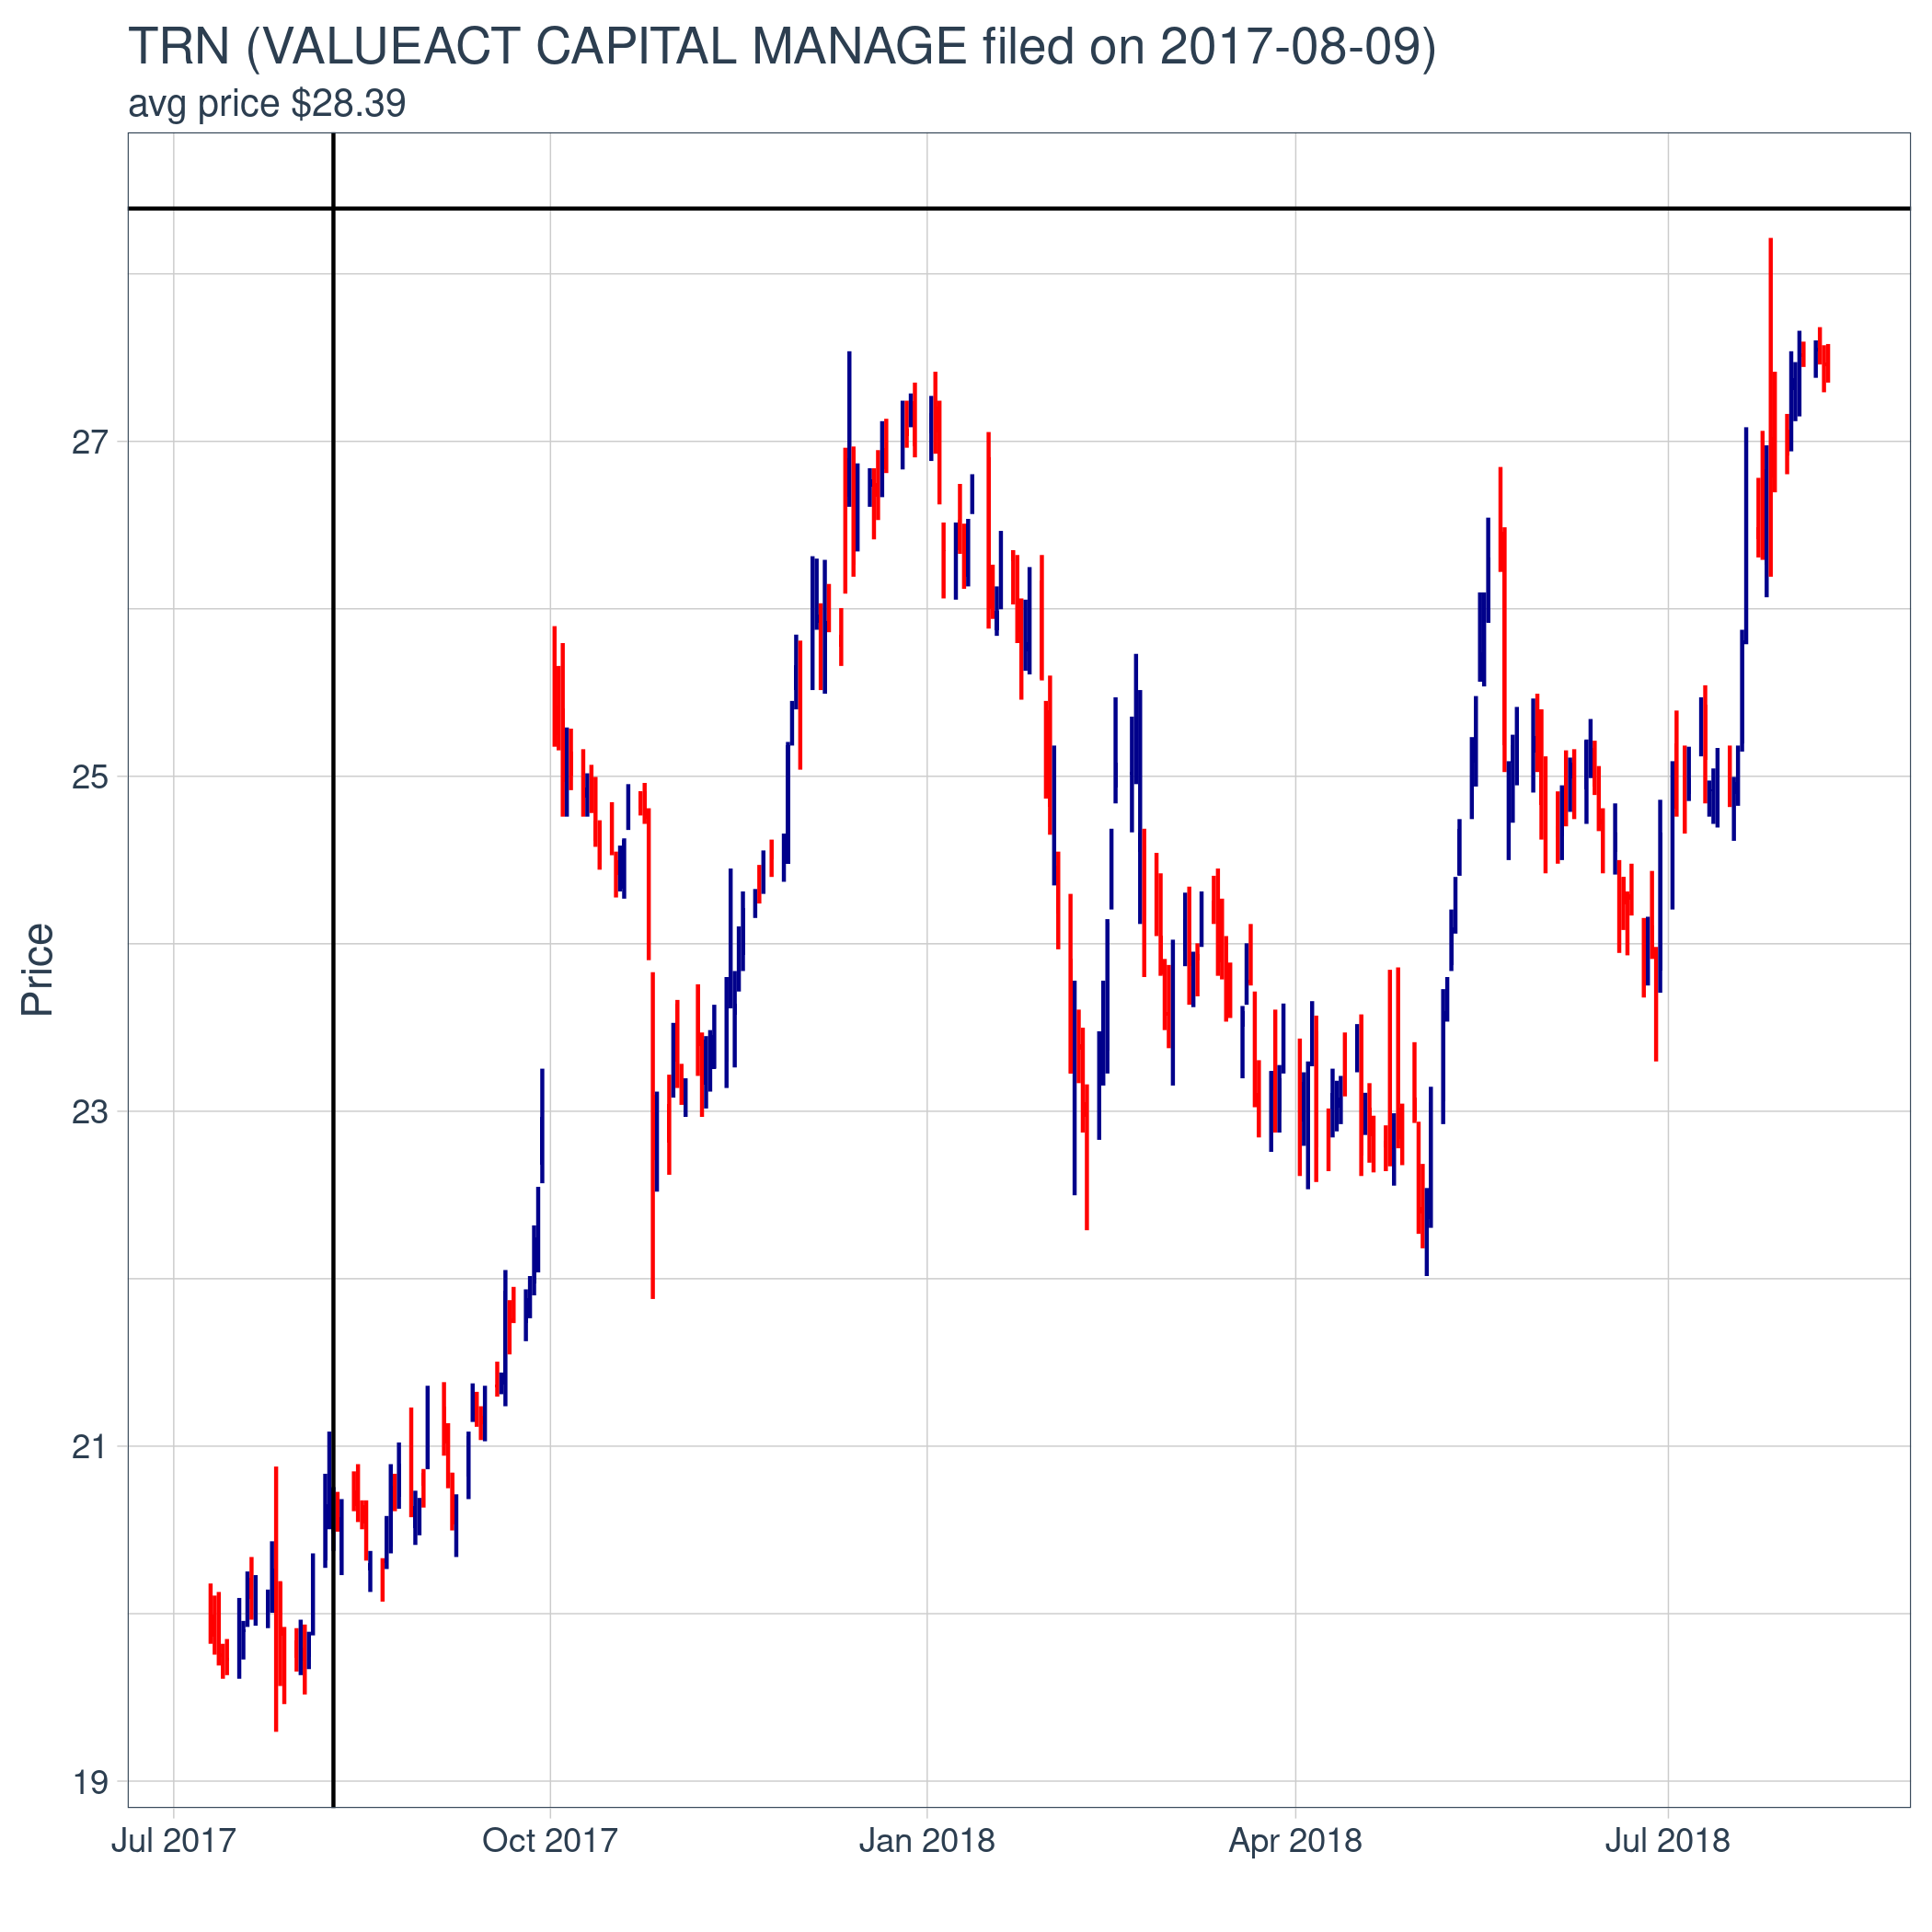 TRN (VALUEACT CAPITAL MANAGE filed on 2017-08-09)
avg price $28.39
27
25
Price
23
21
19
Jul 2017 Oct 2017 Jan 2018 Apr 2018 Jul 2018